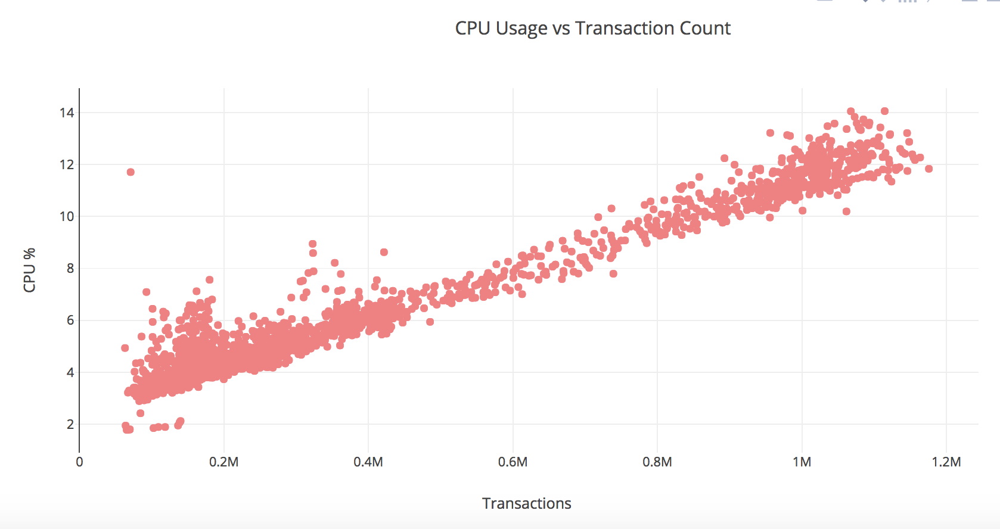 CPU Usage vs Transaction Count
14
12
10
8
6
4
2
CPU %
0 0.2M 0.4M 0.6M 0.8M 1M 1.2M
Transactions